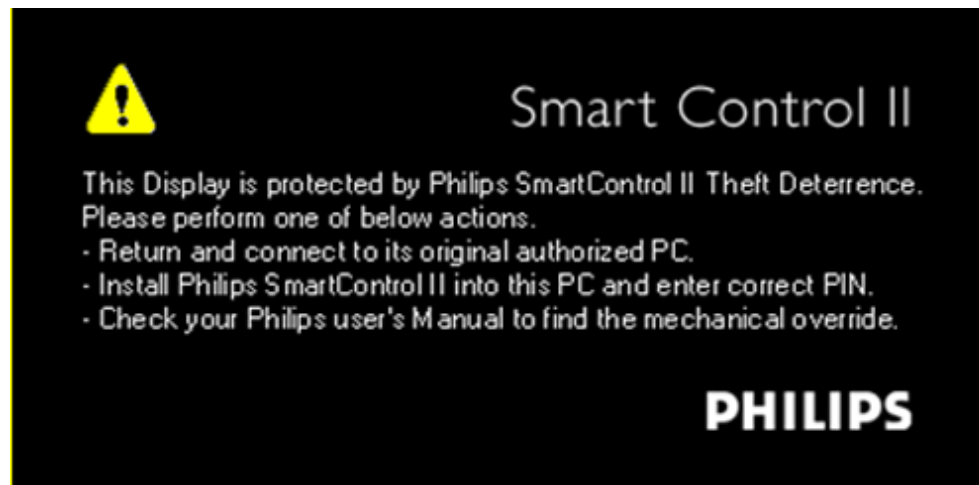 Smart Control II
This Display is protected by Philips SmartControl II Theft Deterrence.
Please perform one of below actions.
- Return and connect to its original authorized PC.
- Install Philips SmartControl II into this PC and enter correct PIN.
- Check your Philips user's Manual to find the mechanical override.
PHILIPS